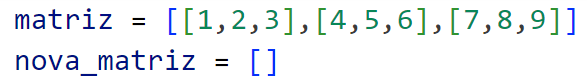 matriz = [[1,2,3],[4,5,6],[7,8,9]]
nova_matriz = []